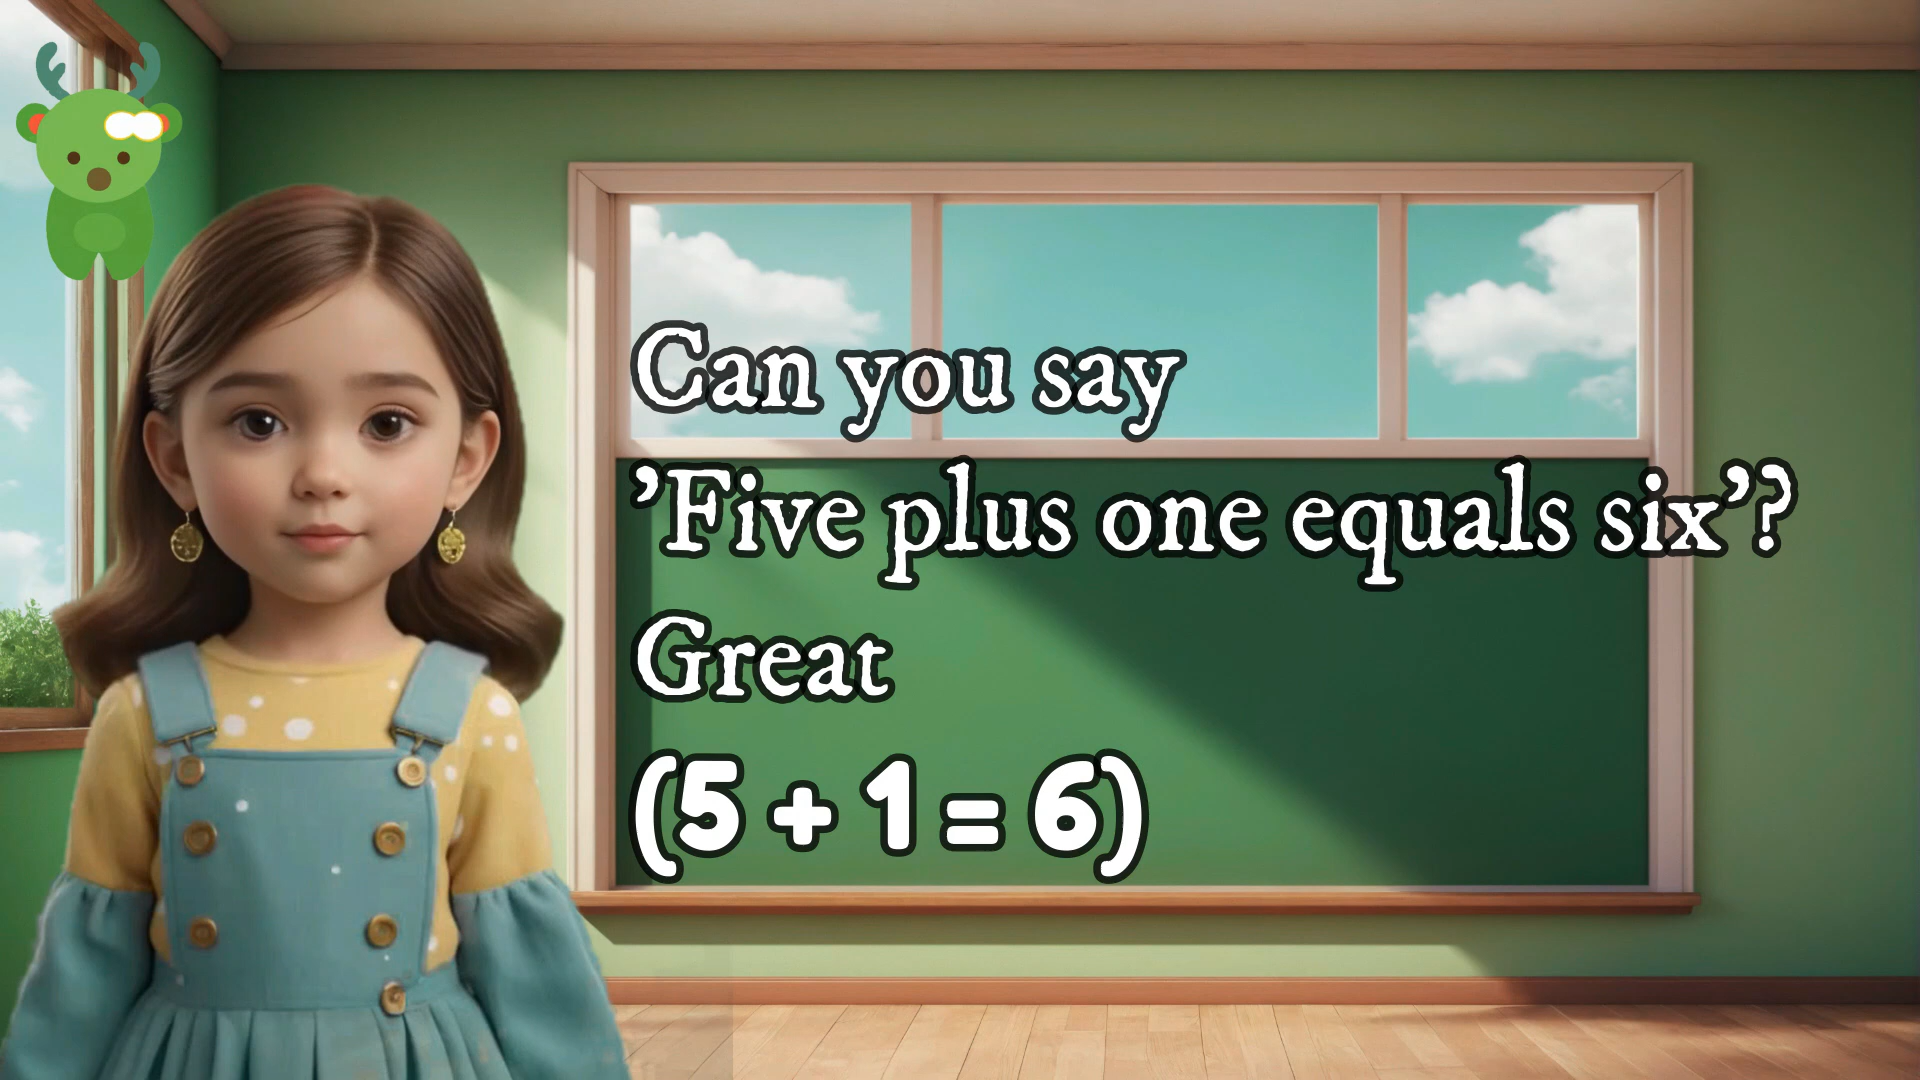 Can you say
’Five plus one equals six’?
Great
(5 + 1 = 6)